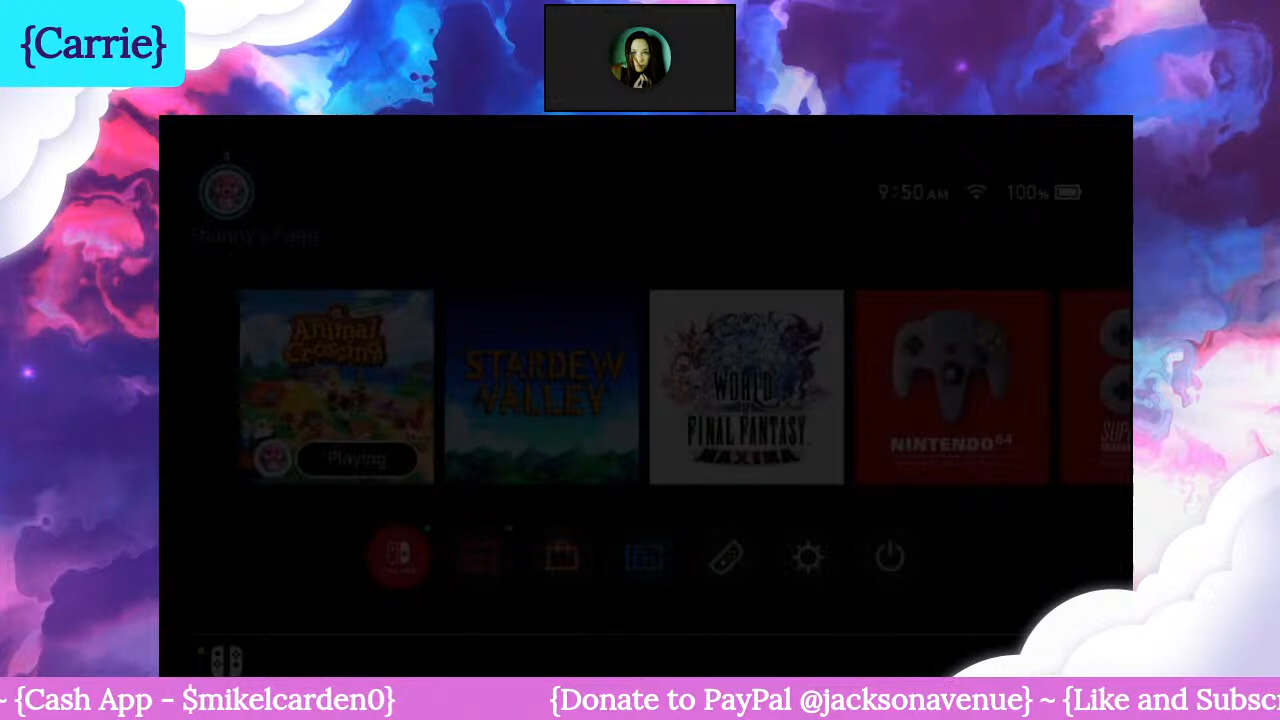 {Carrie}
9:50 AM 100%
Animal
Crossing
Playing
STARDEW
VALLEY
WORLD
OF
FINAL FANTASY
MAXIMA
NINTENDO 64
~ {Cash App - $mikelcarden0} {Donate to PayPal @jacksonavenue} ~ {Like and Subsc